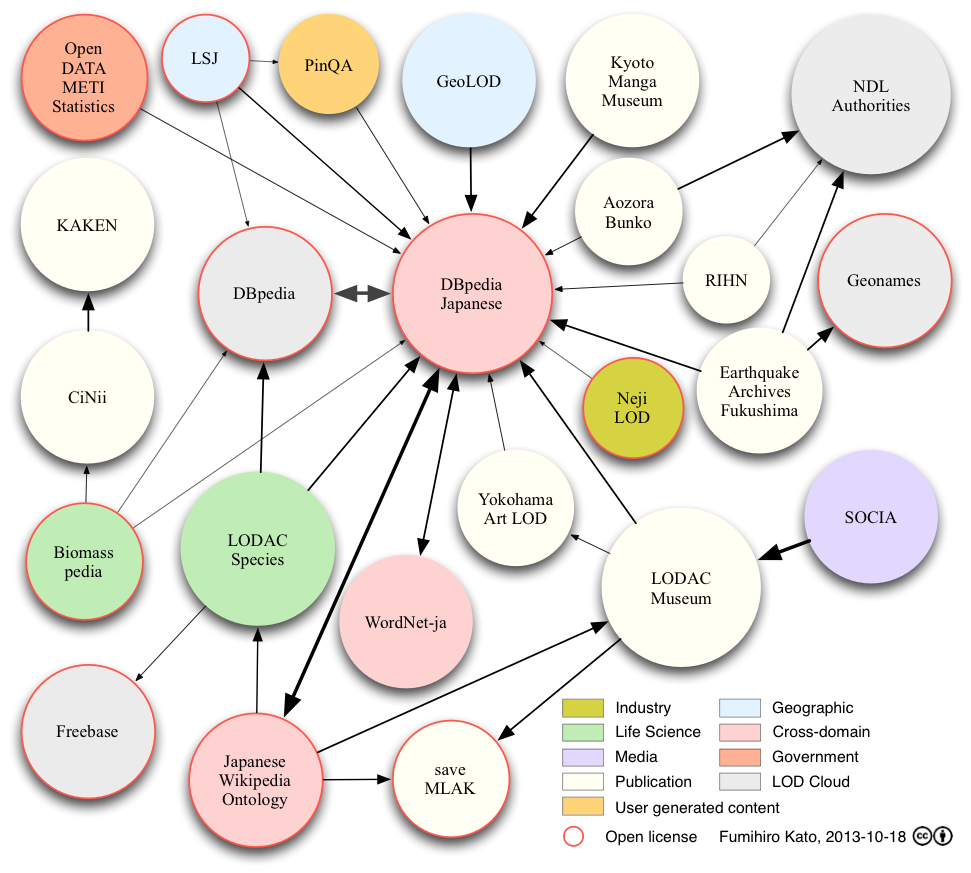 Open
DATA
METI
Statistics
LSJ
PinQA
GeoLOD
Kyoto
Manga
Museum
NDL
Authorities
KAKEN
Aozora
Bunko
DBpedia
DBpedia
Japanese
RIHN
Geonames
CiNii
Neji
LOD
Earthquake
Archives
Fukushima
Biomass
pedia
LODAC
Species
Yokohama
Art LOD
SOCIA
LODAC
Museum
WordNet-ja
Freebase
Japanese
Wikipedia
Ontology
save
MLAK
Industry
Geographic
Life Science
Cross-domain
Media
Government
Publication
LOD Cloud
User generated content
Open license
Fumihiro Kato, 2013-10-18
cc